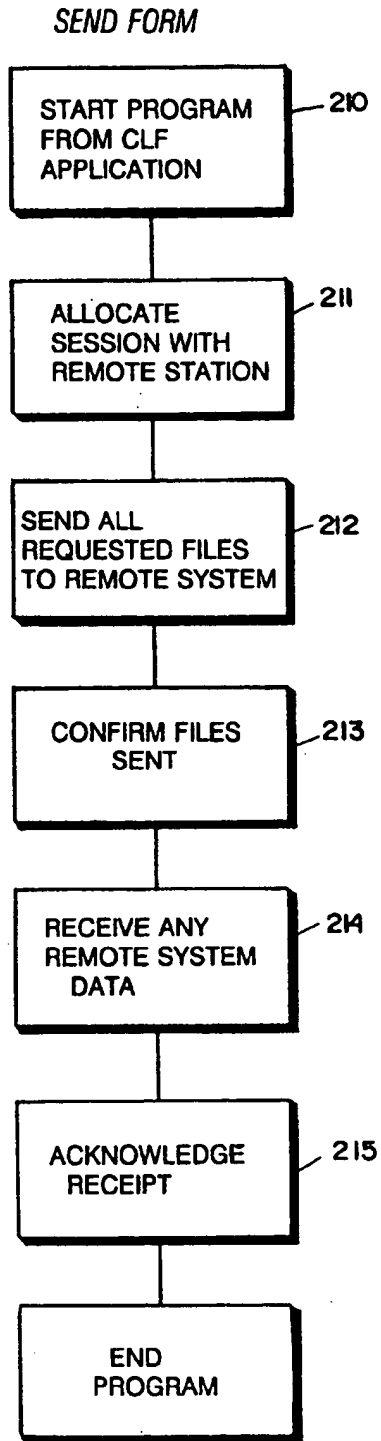 SEND FORM
START PROGRAM
FROM CLF
APPLICATION
210
ALLOCATE
SESSION WITH
REMOTE STATION
211
SEND ALL
REQUESTED FILES
TO REMOTE SYSTEM
212
CONFIRM FILES
SENT
213
RECEIVE ANY
REMOTE SYSTEM
DATA
214
ACKNOWLEDGE
RECEIPT
215
END
PROGRAM